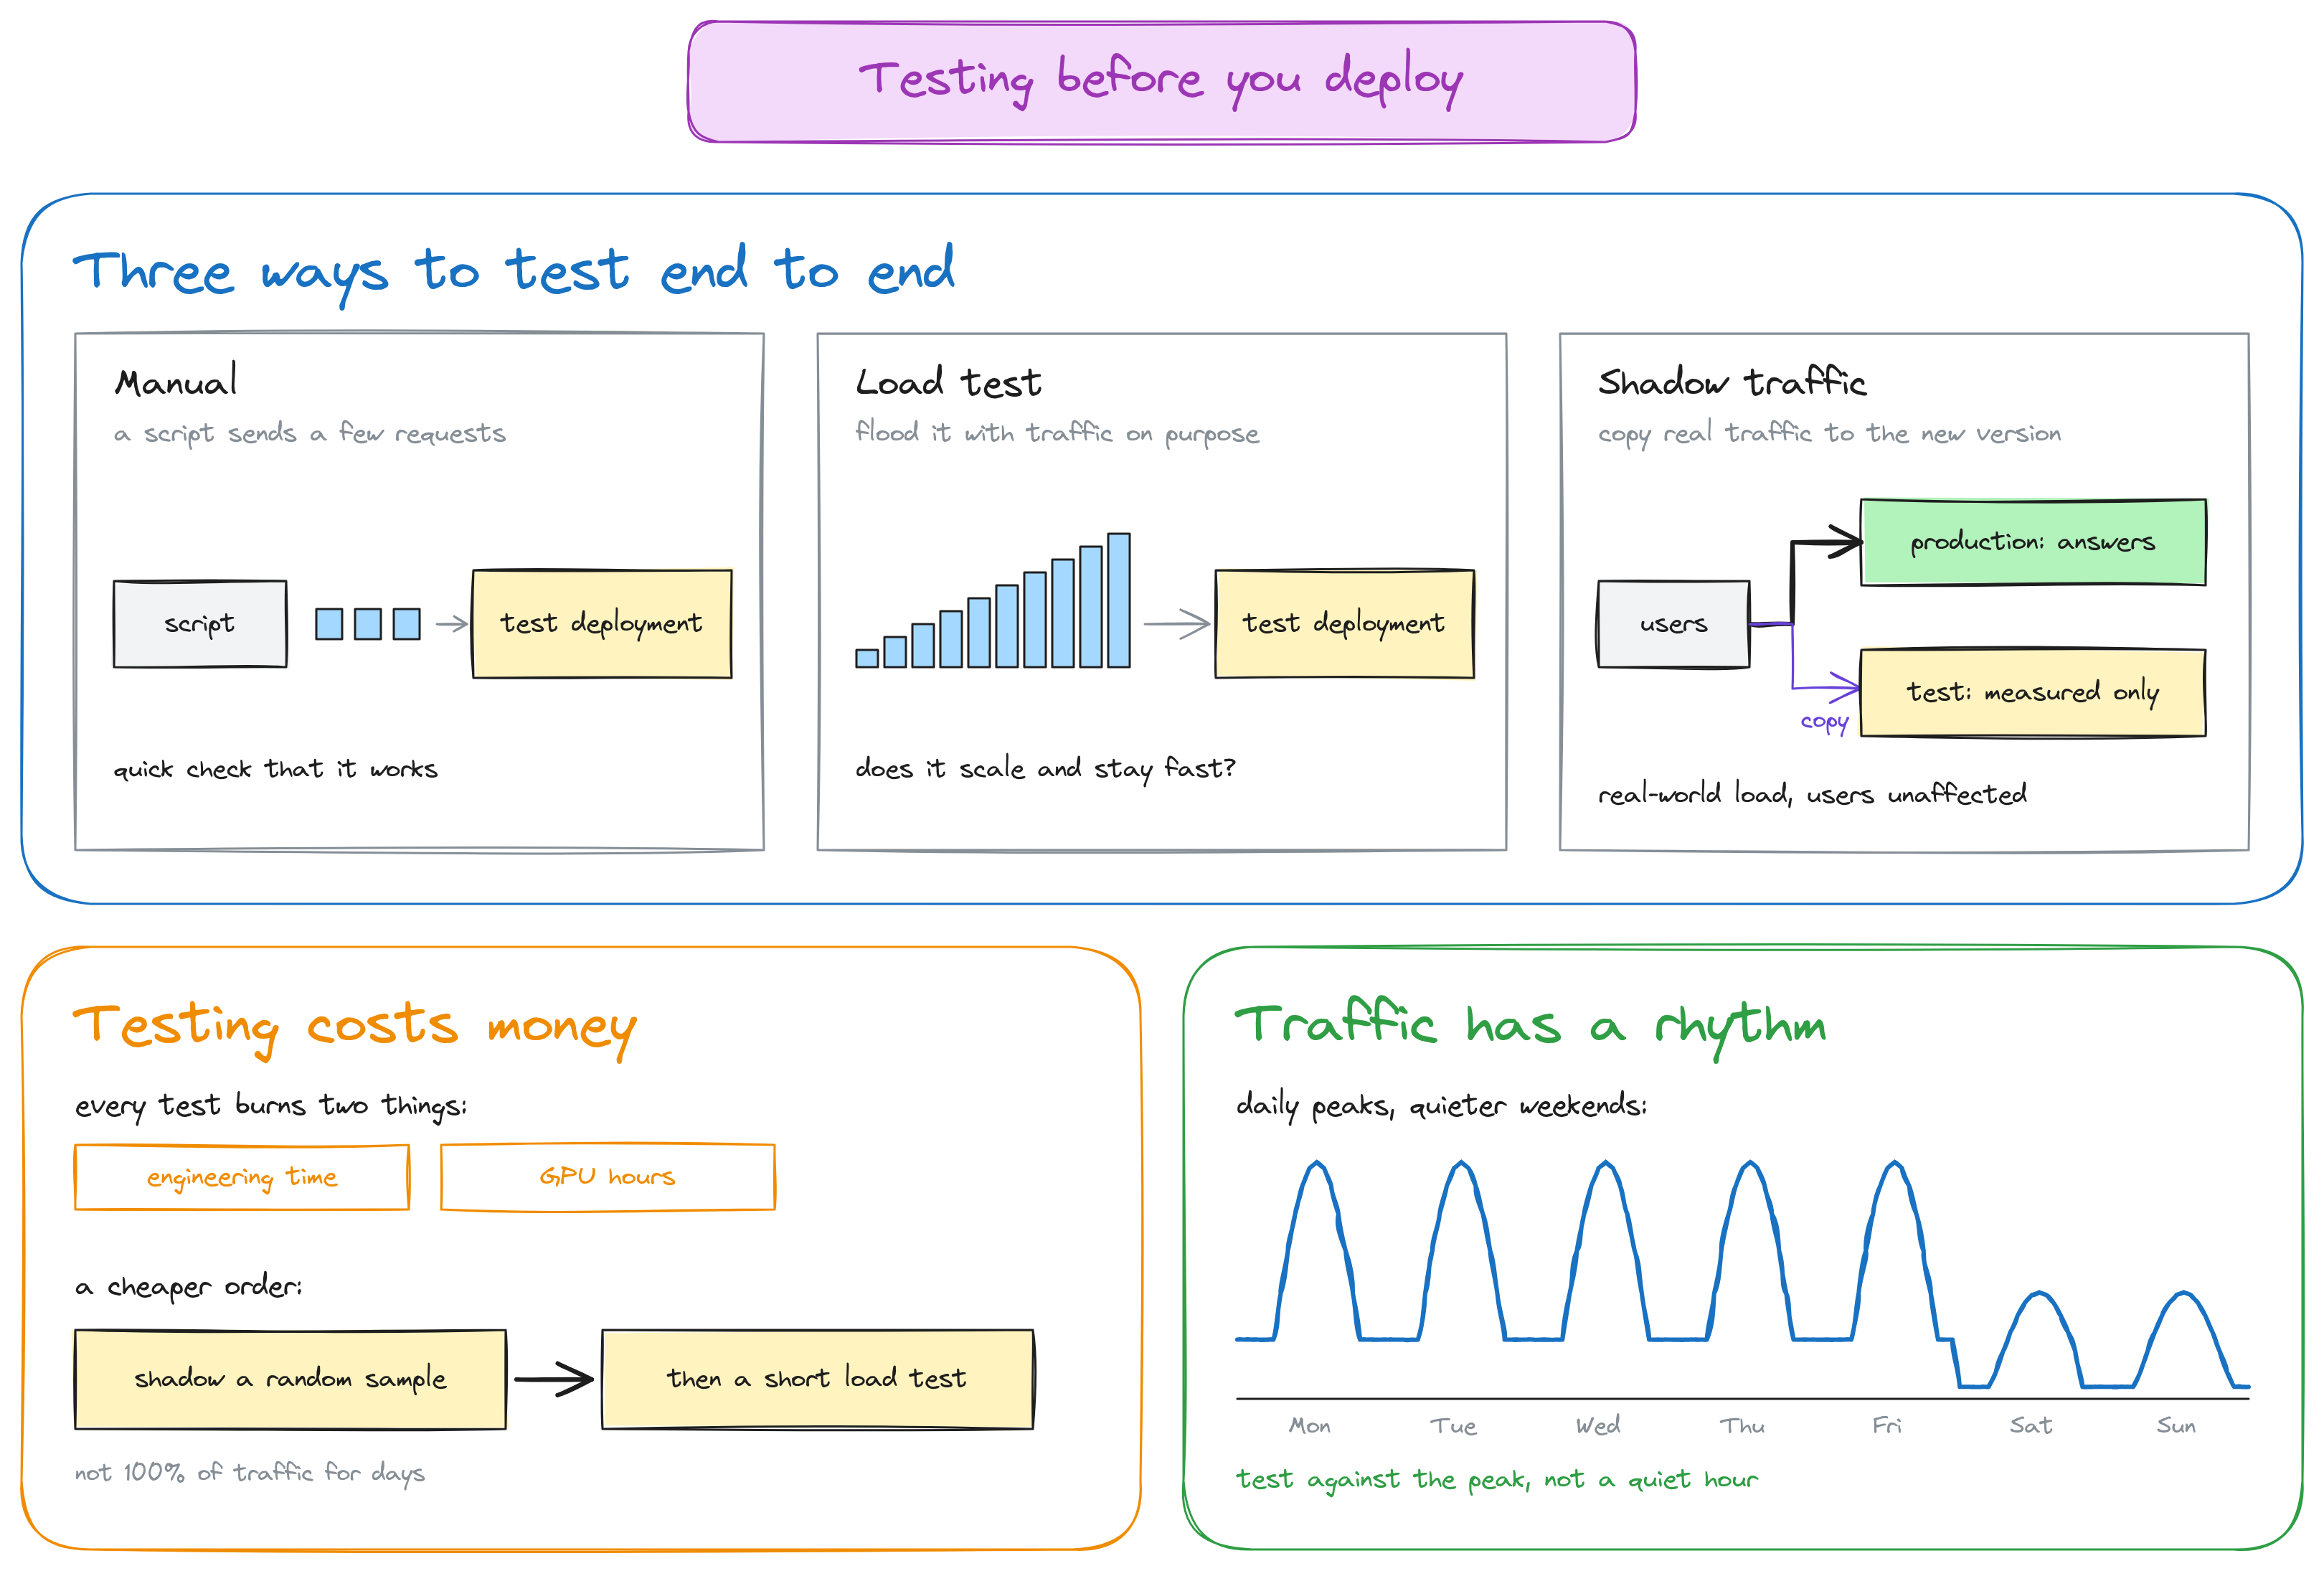 Testing before you deploy
Three ways to test end to end
Manual
a script sends a few requests
script
test deployment
quick check that it works
Load test
flood it with traffic on purpose
test deployment
does it scale and stay fast?
Shadow traffic
copy real traffic to the new version
production: answers
users
test: measured only
copy
real-world load, users unaffected
Testing costs money
every test burns two things:
engineering time
GPU hours
a cheaper order:
shadow a random sample
then a short load test
not 100% of traffic for days
Traffic has a rhythm
daily peaks, quieter weekends:
Mon Tue Wed Thu Fri Sat Sun
test against the peak, not a quiet hour